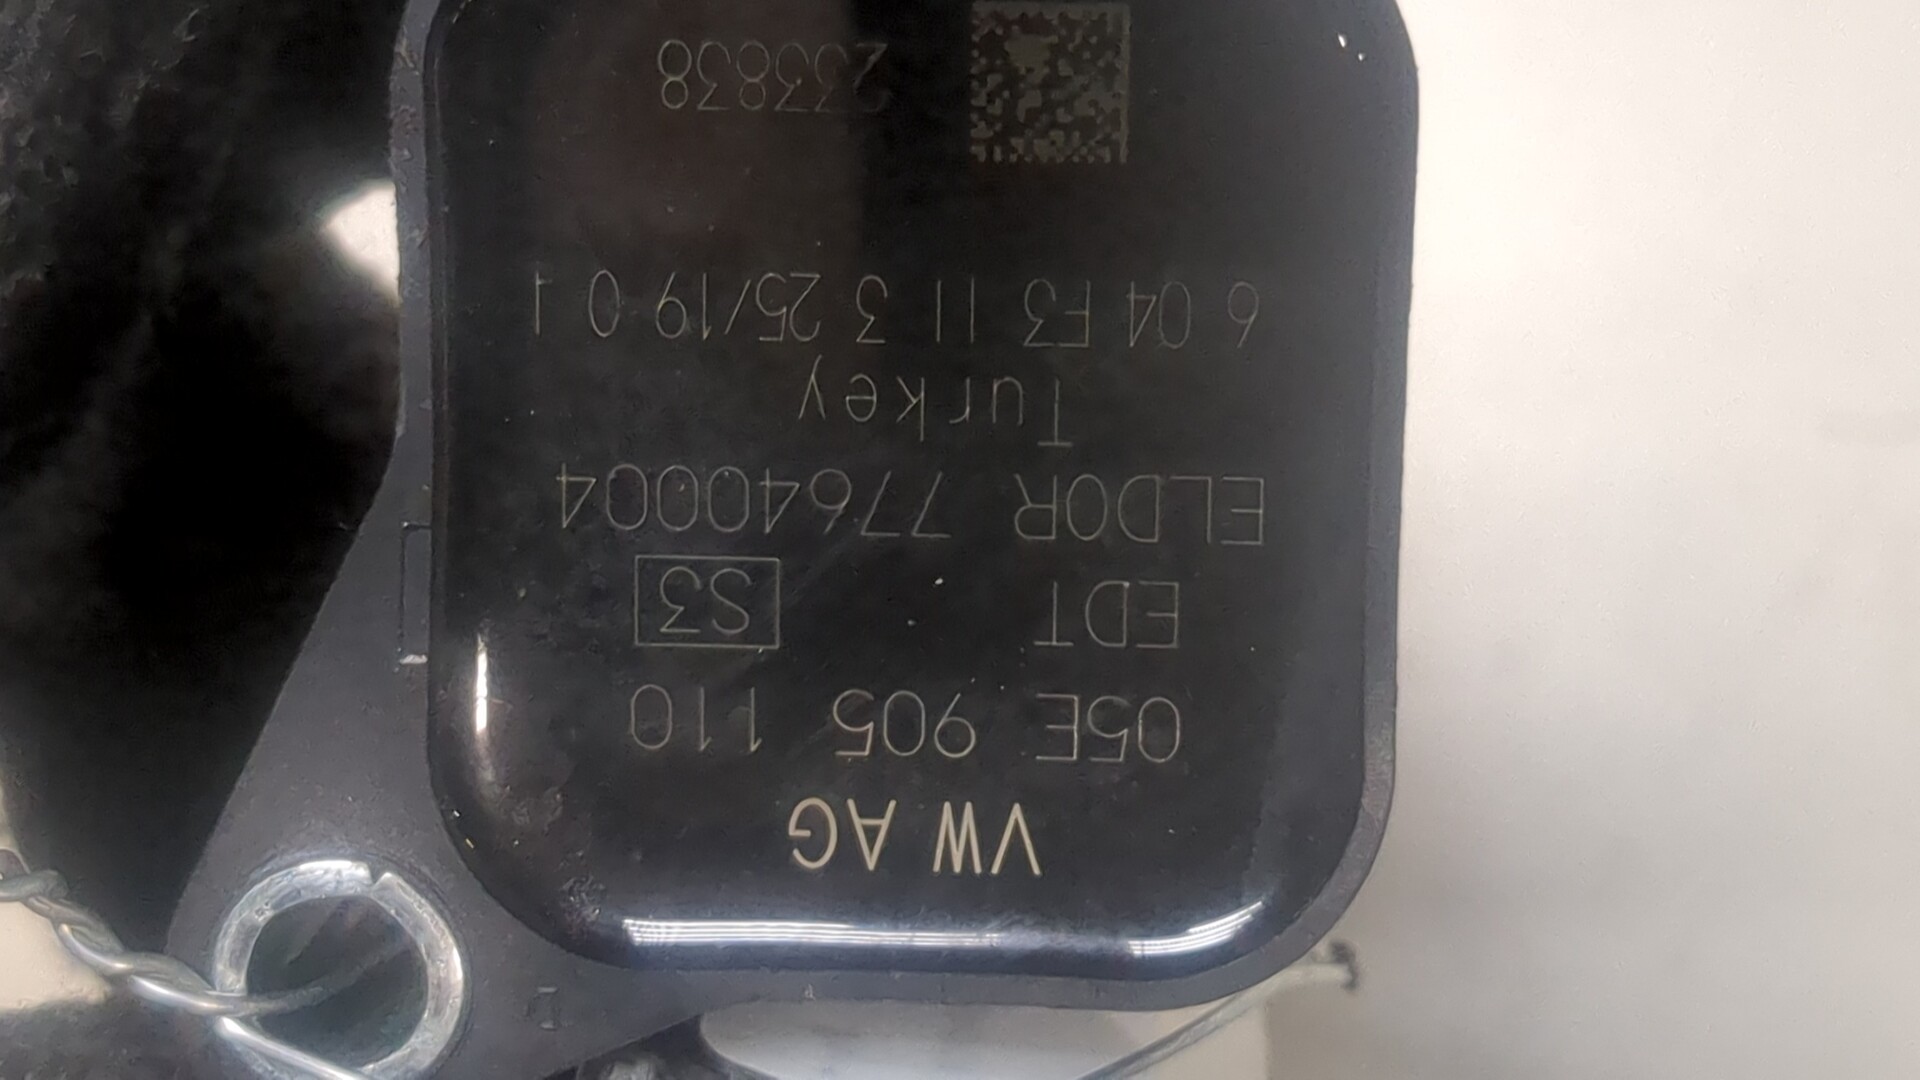 VW AG
05E 905 110
EDT S3
ELDOR 77640004
Turkey
6 04 F3 11 3 25/19 0 1
233838